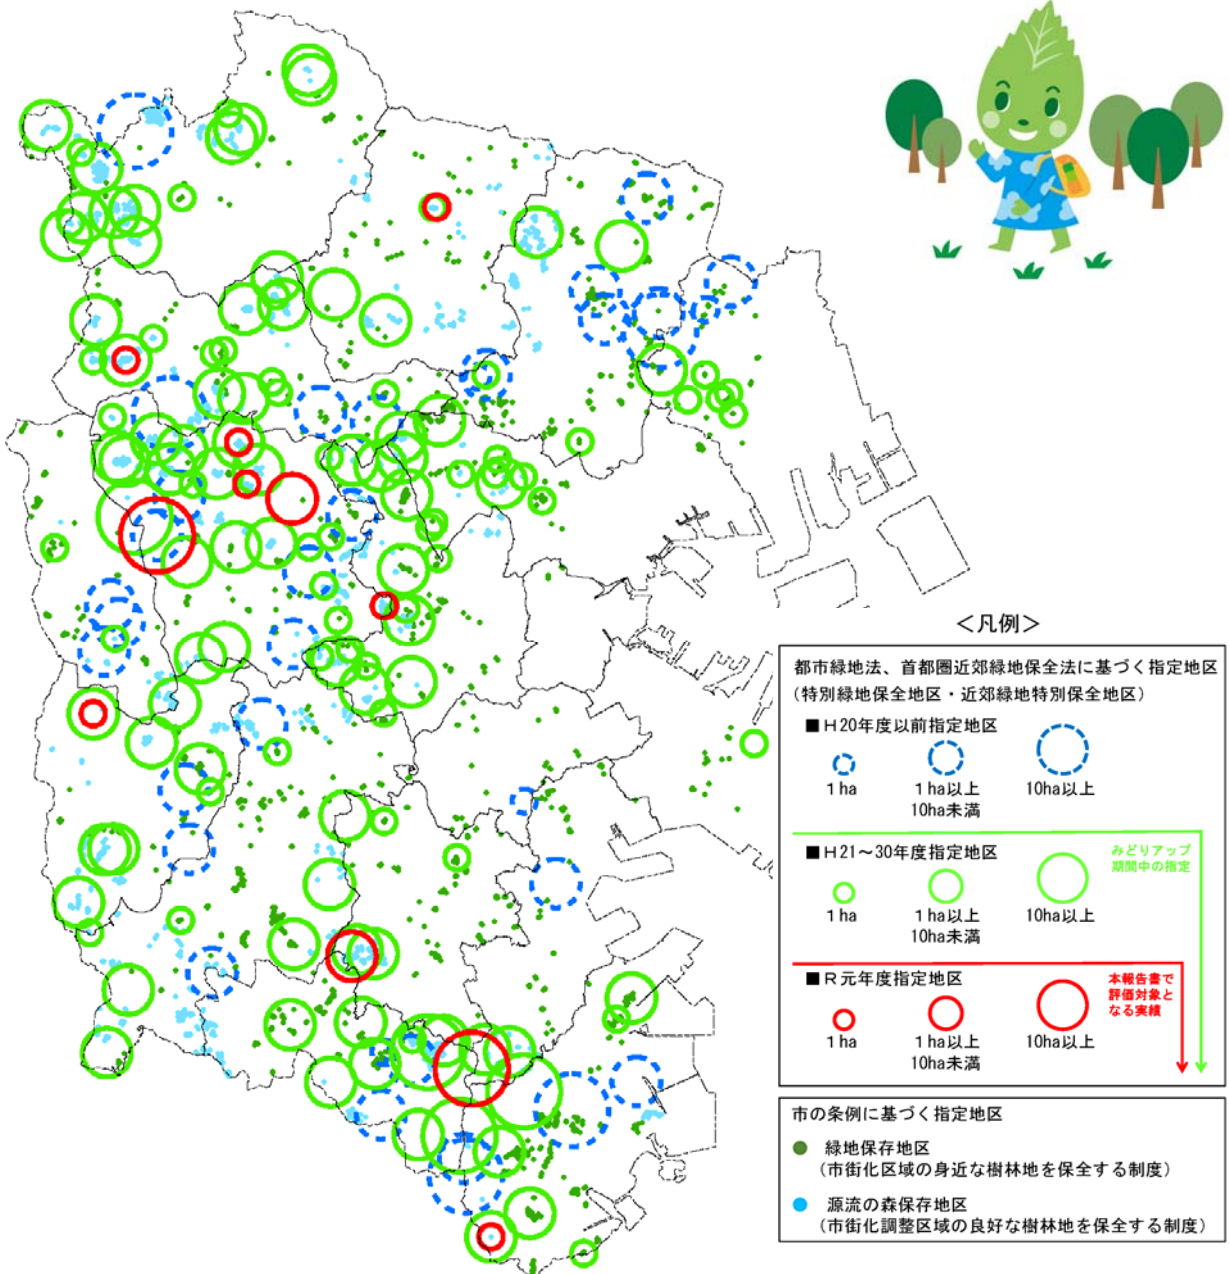 <凡例>
都市緑地法、首都圏近郊緑地保全法に基づく指定地区
(特別緑地保全地区・近郊緑地特別保全地区)
■H20年度以前指定地区
1ha 1ha以上 10ha以上
10ha未満
■H21~30年度指定地区
みどりアップ
期間中の指定
1ha 1ha以上 10ha以上
10ha未満
■R元年度指定地区
本報告書で
評価対象と
なる実績
1ha 1ha以上 10ha以上
10ha未満
市の条例に基づく指定地区
緑地保存地区
(市街化区域の身近な樹林地を保全する制度)
源流の森保存地区
(市街化調整区域の良好な樹林地を保全する制度)